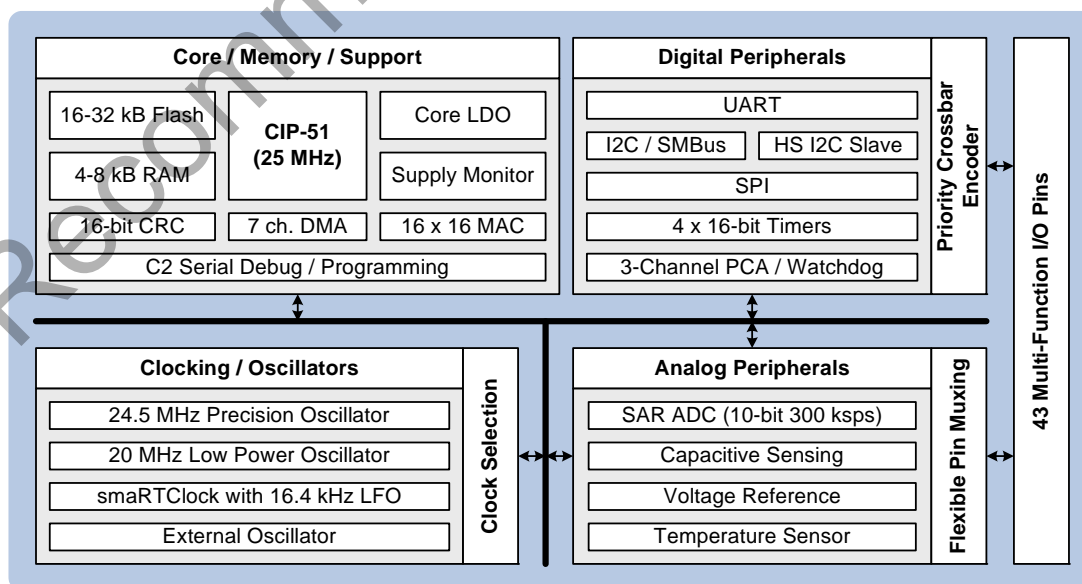 Recomm
Core / Memory / Support
16-32 kB Flash
CIP-51
(25 MHz)
Core LDO
4-8 kB RAM
Supply Monitor
16-bit CRC
7 ch. DMA
16 x 16 MAC
C2 Serial Debug / Programming
Digital Peripherals
UART
I2C / SMBus
HS I2C Slave
SPI
4 x 16-bit Timers
3-Channel PCA / Watchdog
Priority Crossbar
Encoder
43 Multi-Function I/O Pins
Clocking / Oscillators
24.5 MHz Precision Oscillator
20 MHz Low Power Oscillator
smaRTClock with 16.4 kHz LFO
External Oscillator
Clock Selection
Analog Peripherals
SAR ADC (10-bit 300 ksps)
Capacitive Sensing
Voltage Reference
Temperature Sensor
Flexible Pin Muxing